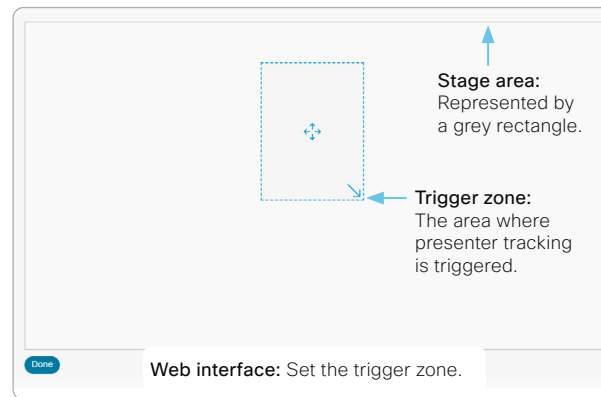 Stage area:
Represented by
a grey rectangle.
Trigger zone:
The area where
presenter tracking
is triggered.
Done
Web interface: Set the trigger zone.